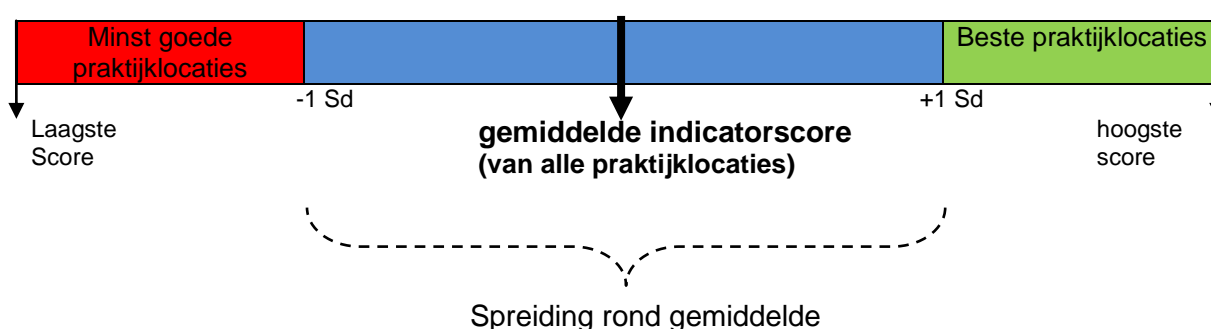 Minst goede
praktijklocaties
Beste praktijklocaties
-1 Sd
+1 Sd
Laagste
Score
gemiddelde indicatorscore
(van alle praktijklocaties)
hoogste
score
Spreiding rond gemiddelde